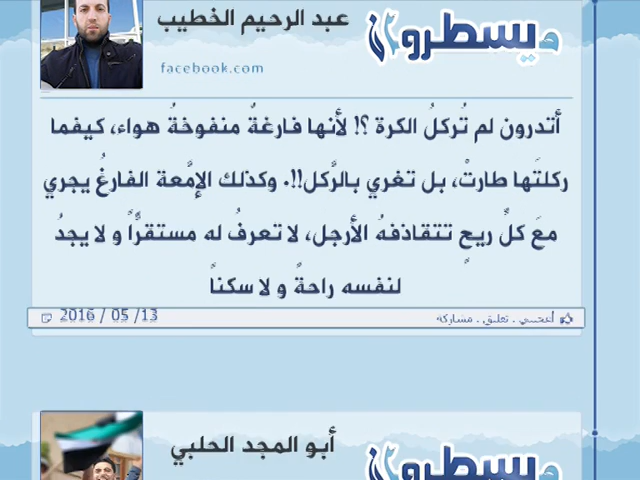 عبد الرحيم الخطيب
و يسطرون
facebook.com
أتدرون لم تُركلُ الكرة ؟! لأنها فارغةٌ منفوخةٌ هواء، كيفما
ركلتَها طارتْ، بل تغري بالرَّكل!!. وكذلك الإمَّعة الفارغُ يجري
معَ كلِّ ريحٍ تتقاذفهُ الأرجل، لا تعرفُ له مستقرًّاً و لا يجدُ
لنفسه راحةً و لا سكناً
أعجبني . تعليق . مشاركة
2016 / 05 /13
أبو المجد الحلبي
و يسطرون